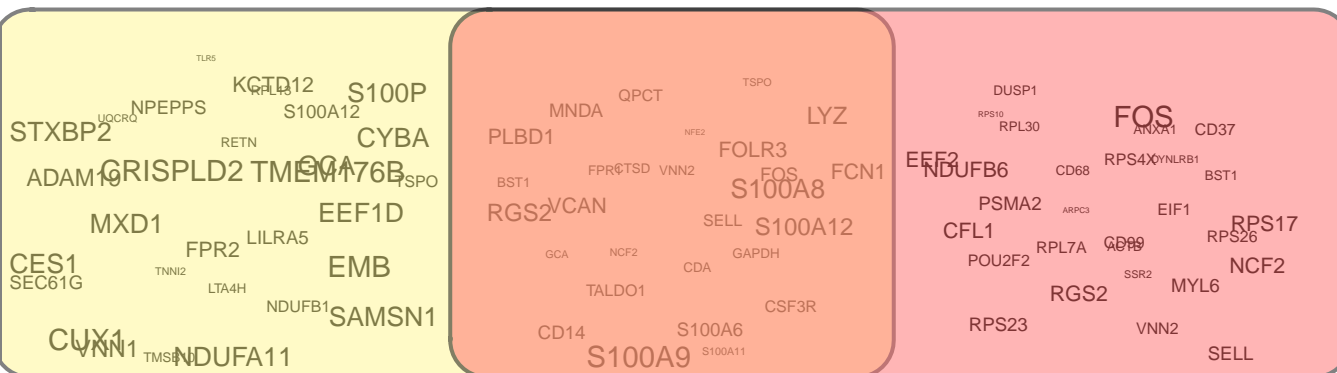 TLR5
KCTD12
RPL13
S100P
NPEPPS
S100A12
UQCRQ
STXBP2
RETN
CYBA
CRISPLD2
TMEM176B
GCA
ADAM19
TSPO
EEF1D
MXD1
LILRA5
FPR2
CES1
TNNI2
EMB
SEC61G
LTA4H
NDUFB1
SAMSN1
CUX1
VNN1
TMSB10
NDUFA11
TSPO
QPCT
MNDA
LYZ
PLBD1
NFE2
FOLR3
FPR1
CTSD
VNN2
FOS
FCN1
BST1
S100A8
RGS2
VCAN
SELL
S100A12
GCA
NCF2
GAPDH
CDA
TALDO1
CSF3R
CD14
S100A6
S100A9
S100A11
DUSP1
RPS10
FOS
RPL30
ANXA1
CD37
EEF2
RPS4X
DYNLRB1
NDUFB6
CD68
BST1
PSMA2
ARPC3
EIF1
CFL1
RPS17
RPL7A
CD99
ACTB
RPS26
POU2F2
SSR2
NCF2
RGS2
MYL6
RPS23
VNN2
SELL